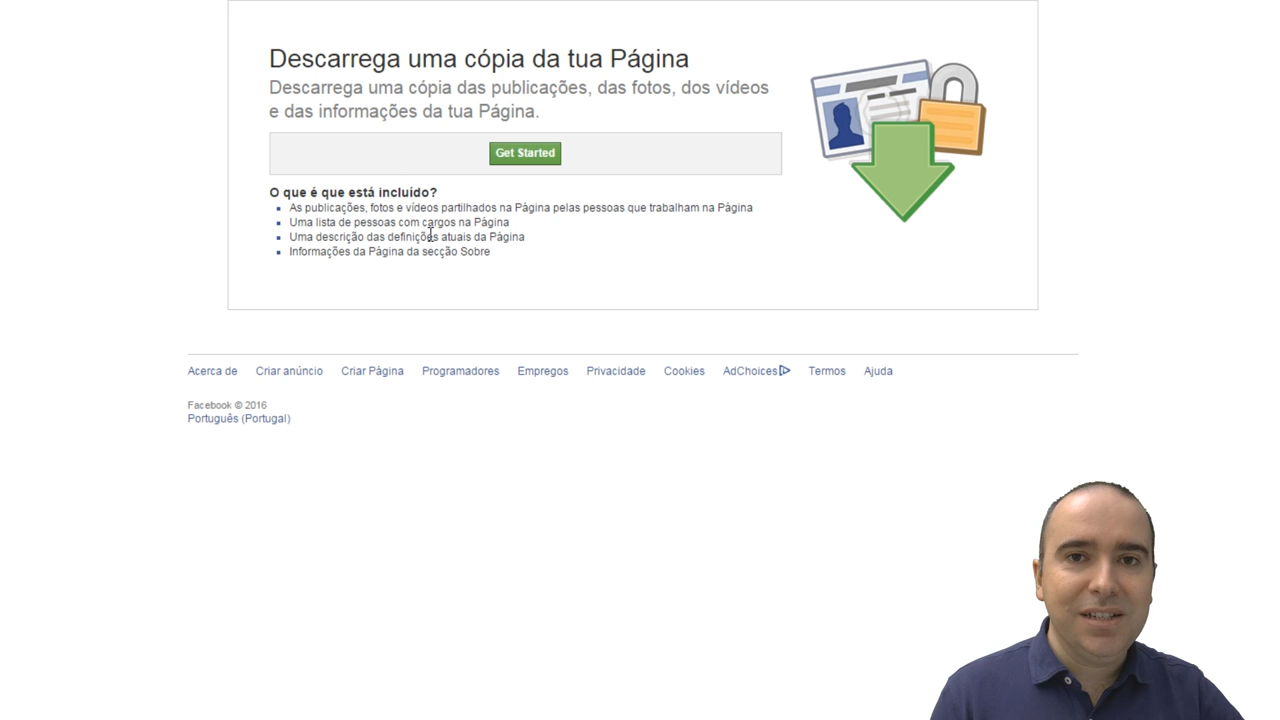 Descarrega uma cópia da tua Página
Descarrega uma cópia das publicações, das fotos, dos vídeos
e das informações da tua Página.
Get Started
O que é que está incluído?
As publicações, fotos e vídeos partilhados na Página pelas pessoas que trabalham na Página
Uma lista de pessoas com cargos na Página
Uma descrição das definições atuais da Página
Informações da Página da secção Sobre
Acerca de Criar anúncio Criar Página Programadores Empregos Privacidade Cookies AdChoices Termos Ajuda
Facebook © 2016
Português (Portugal)